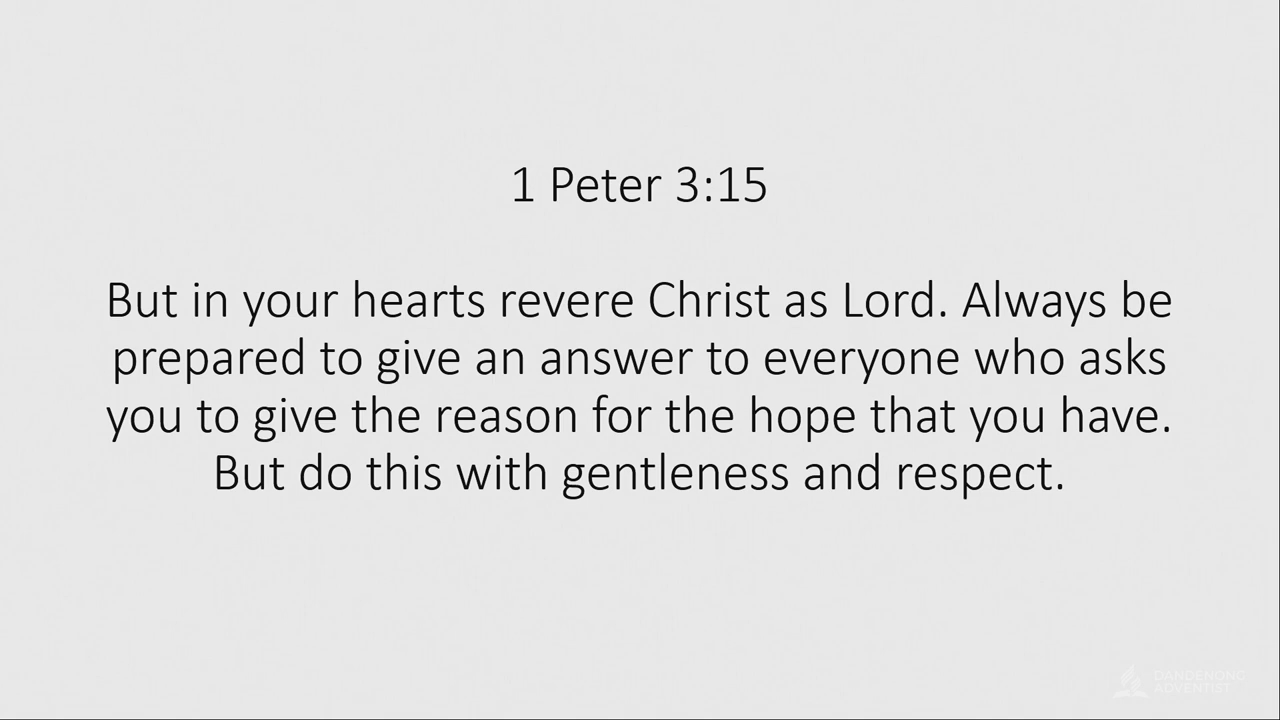 1 Peter 3:15
But in your hearts revere Christ as Lord. Always be
prepared to give an answer to everyone who asks
you to give the reason for the hope that you have.
But do this with gentleness and respect.
DANDENONG
ADVENTIST